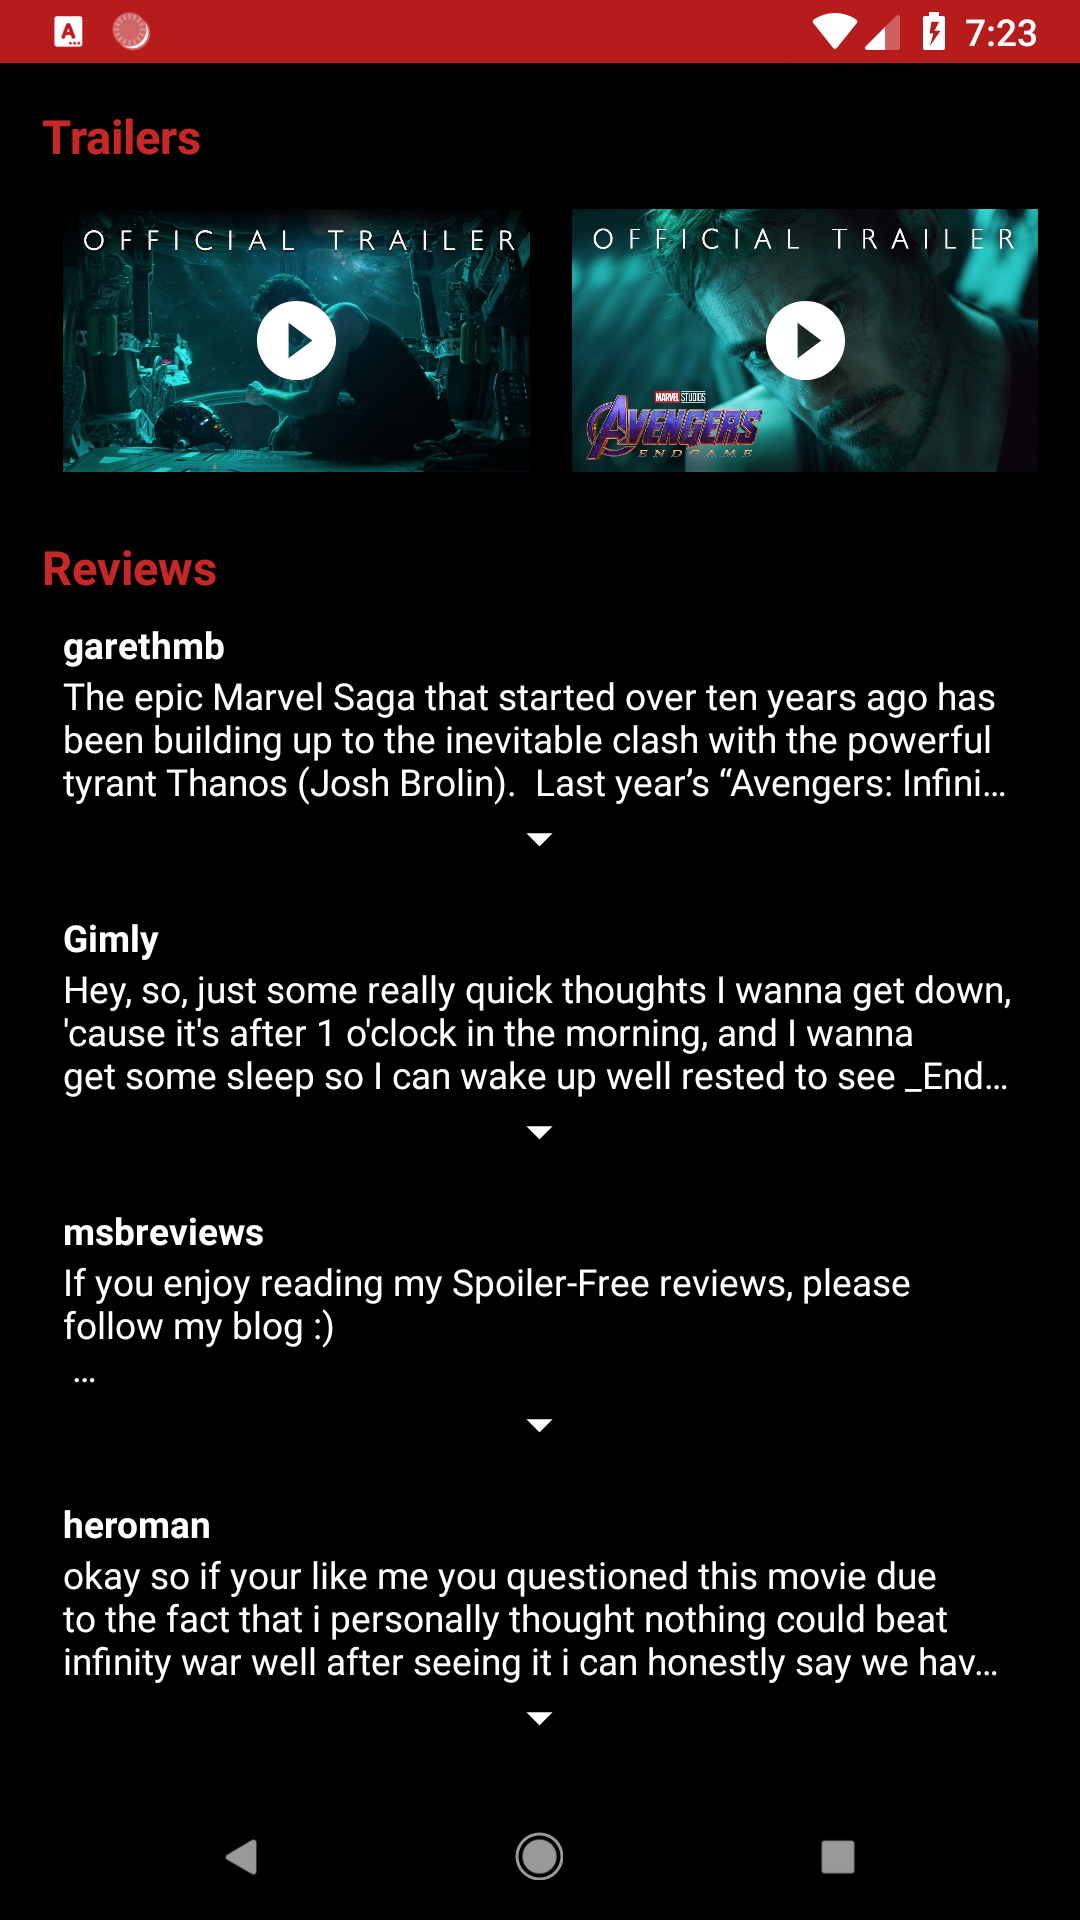 7:23
Trailers
OFFICIAL TRAILER
OFFICIAL TRAILER
MARVEL STUDIOS
AVENGERS
ENDGAME
Reviews
garethmb
The epic Marvel Saga that started over ten years ago has
been building up to the inevitable clash with the powerful
tyrant Thanos (Josh Brolin).  Last year’s “Avengers: Infini…
Gimly
Hey, so, just some really quick thoughts I wanna get down,
'cause it's after 1 o'clock in the morning, and I wanna
get some sleep so I can wake up well rested to see _End…
msbreviews
If you enjoy reading my Spoiler-Free reviews, please
follow my blog :)
…
heroman
okay so if your like me you questioned this movie due
to the fact that i personally thought nothing could beat
infinity war well after seeing it i can honestly say we hav…